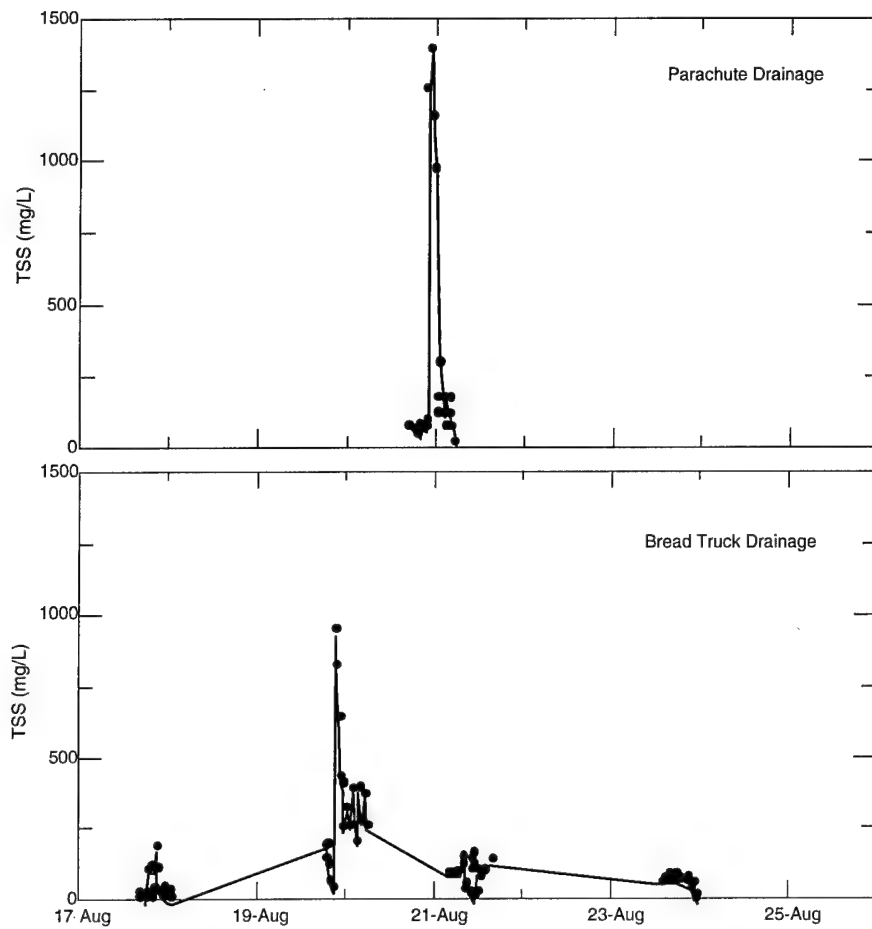 1500
Parachute Drainage
1000
TSS (mg/L)
500
0
1500
Bread Truck Drainage
1000
TSS (mg/L)
500
0
17-Aug 19-Aug 21-Aug 23-Aug 25-Aug